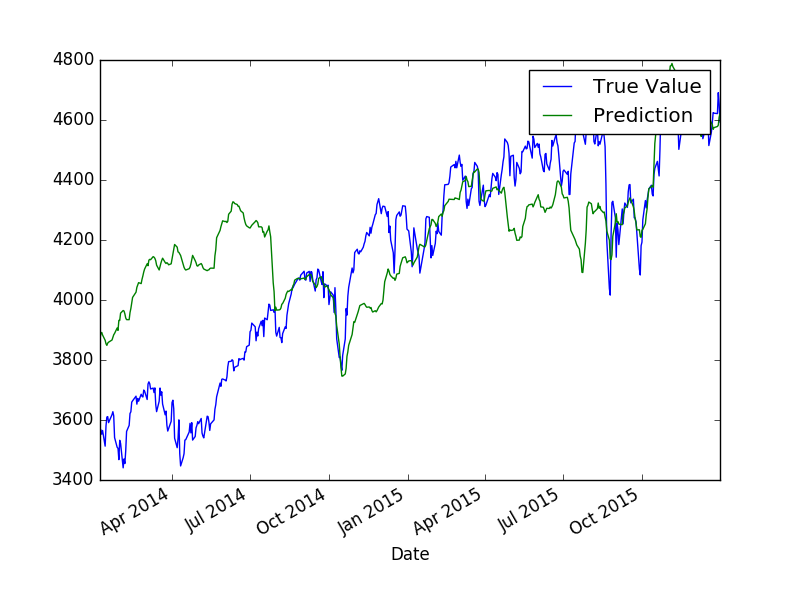 4800
4600
4400
4200
4000
3800
3600
3400
True Value
Prediction
Apr 2014
Jul 2014
Oct 2014
Jan 2015
Apr 2015
Jul 2015
Oct 2015
Date